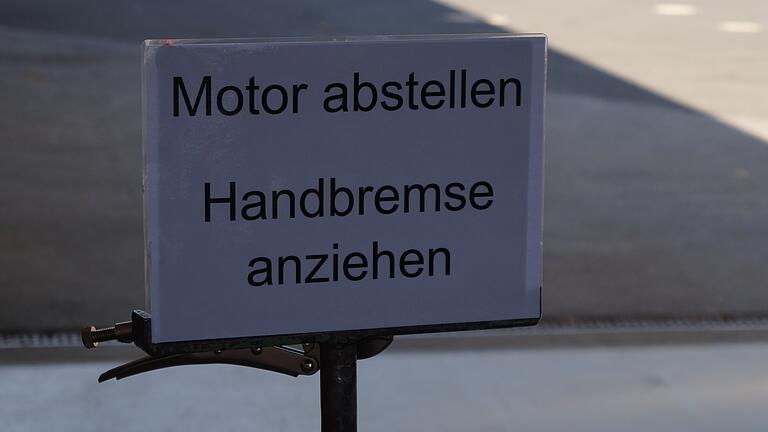 Motor abstellen
Handbremse
anziehen